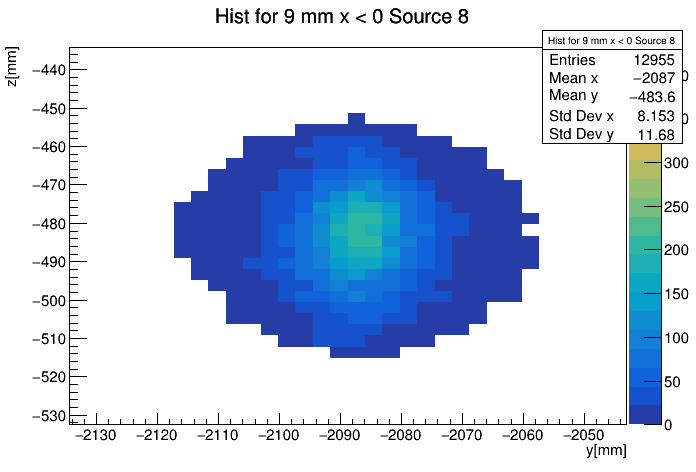 Hist for 9 mm x < 0 Source 8
z[mm]
Hist for 9 mm x < 0 Source 8
Entries 12955
Mean x −2087
Mean y −483.6
Std Dev x 8.153
Std Dev y 11.68
−440
−450
−460
−470
−480
−490
−500
−510
−520
−530
300
250
200
150
100
50
0
−2130
−2120
−2110
−2100
−2090
−2080
−2070
−2060
−2050
y[mm]